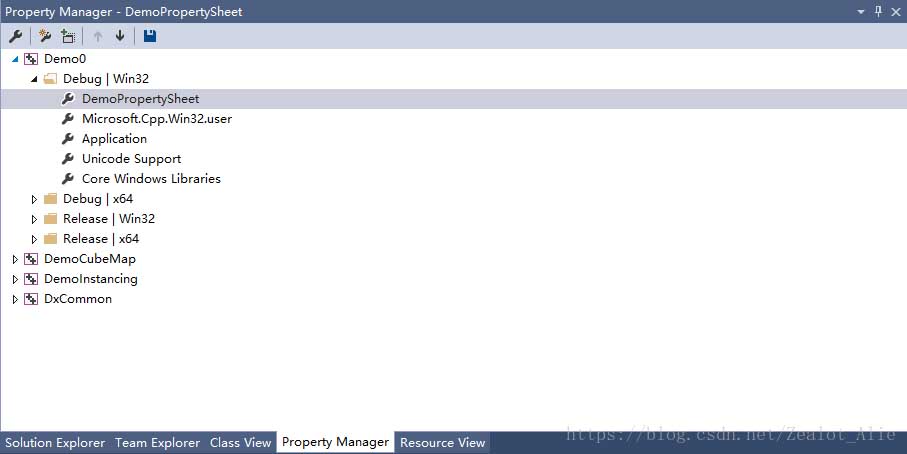 Property Manager - DemoPropertySheet
Demo0
Debug | Win32
DemoPropertySheet
Microsoft.Cpp.Win32.user
Application
Unicode Support
Core Windows Libraries
Debug | x64
Release | Win32
Release | x64
DemoCubeMap
DemoInstancing
DxCommon
Solution Explorer Team Explorer Class View Property Manager Resource View
https://blog.csdn.net/Zealot_Alie